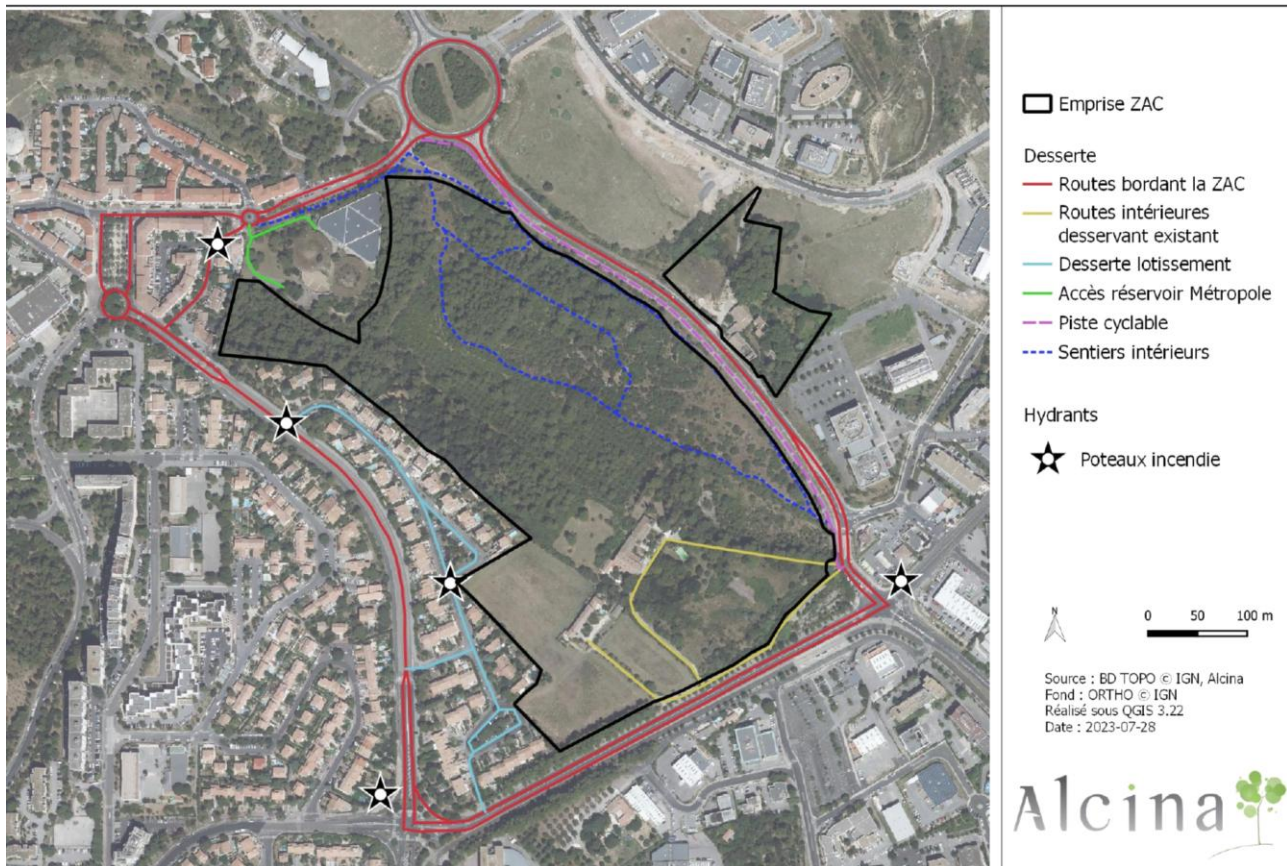 Emprise ZAC
Desserte
Routes bordant la ZAC
Routes intérieures
desservant existant
Desserte lotissement
Accès réservoir Métropole
Piste cyclable
Sentiers intérieurs
Hydrants
Poteaux incendie
N
0 50 100 m
Source : BD TOPO © IGN, Alcina
Fond : ORTHO © IGN
Réalisé sous QGIS 3.22
Date : 2023-07-28
Alcina